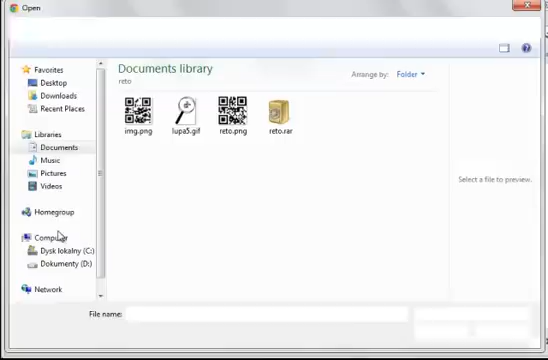 Open
Documents library
reto
Arrange by: Folder
Favorites
Desktop
Downloads
Recent Places
Libraries
Documents
Music
Pictures
Videos
Homegroup
Computer
Dysk lokalny (C:)
Dokumenty (D:)
Network
img.png
lupa5.gif
reto.png
reto.rar
Select a file to preview.
File name: